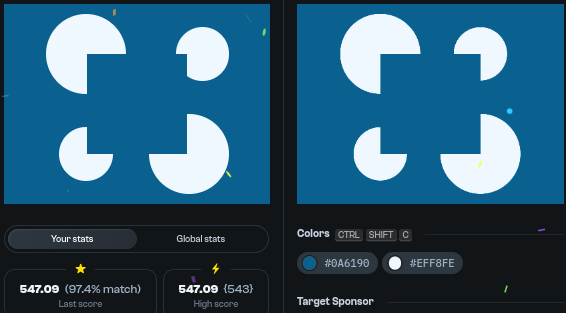 Your stats
Global stats
547.09 (97.4% match)
Last score
547.09 {543}
High score
Colors CTRL SHIFT C
#0A6190
#EFF8FE
Target Sponsor